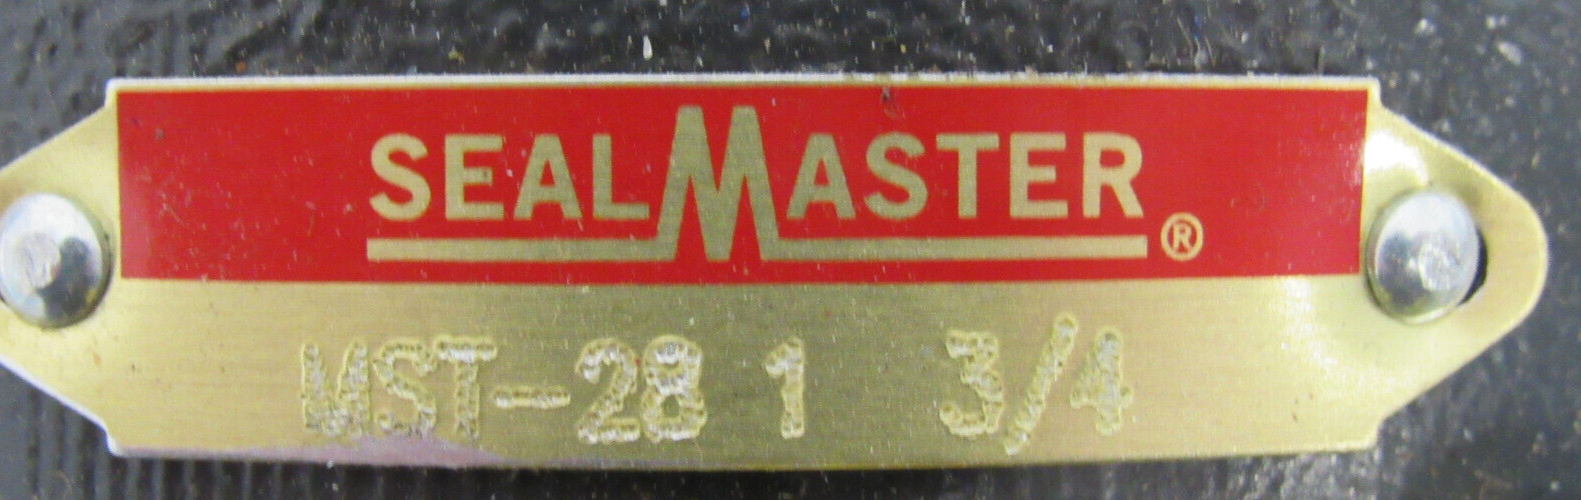 SEALMASTER®
MST-28 1 3/4